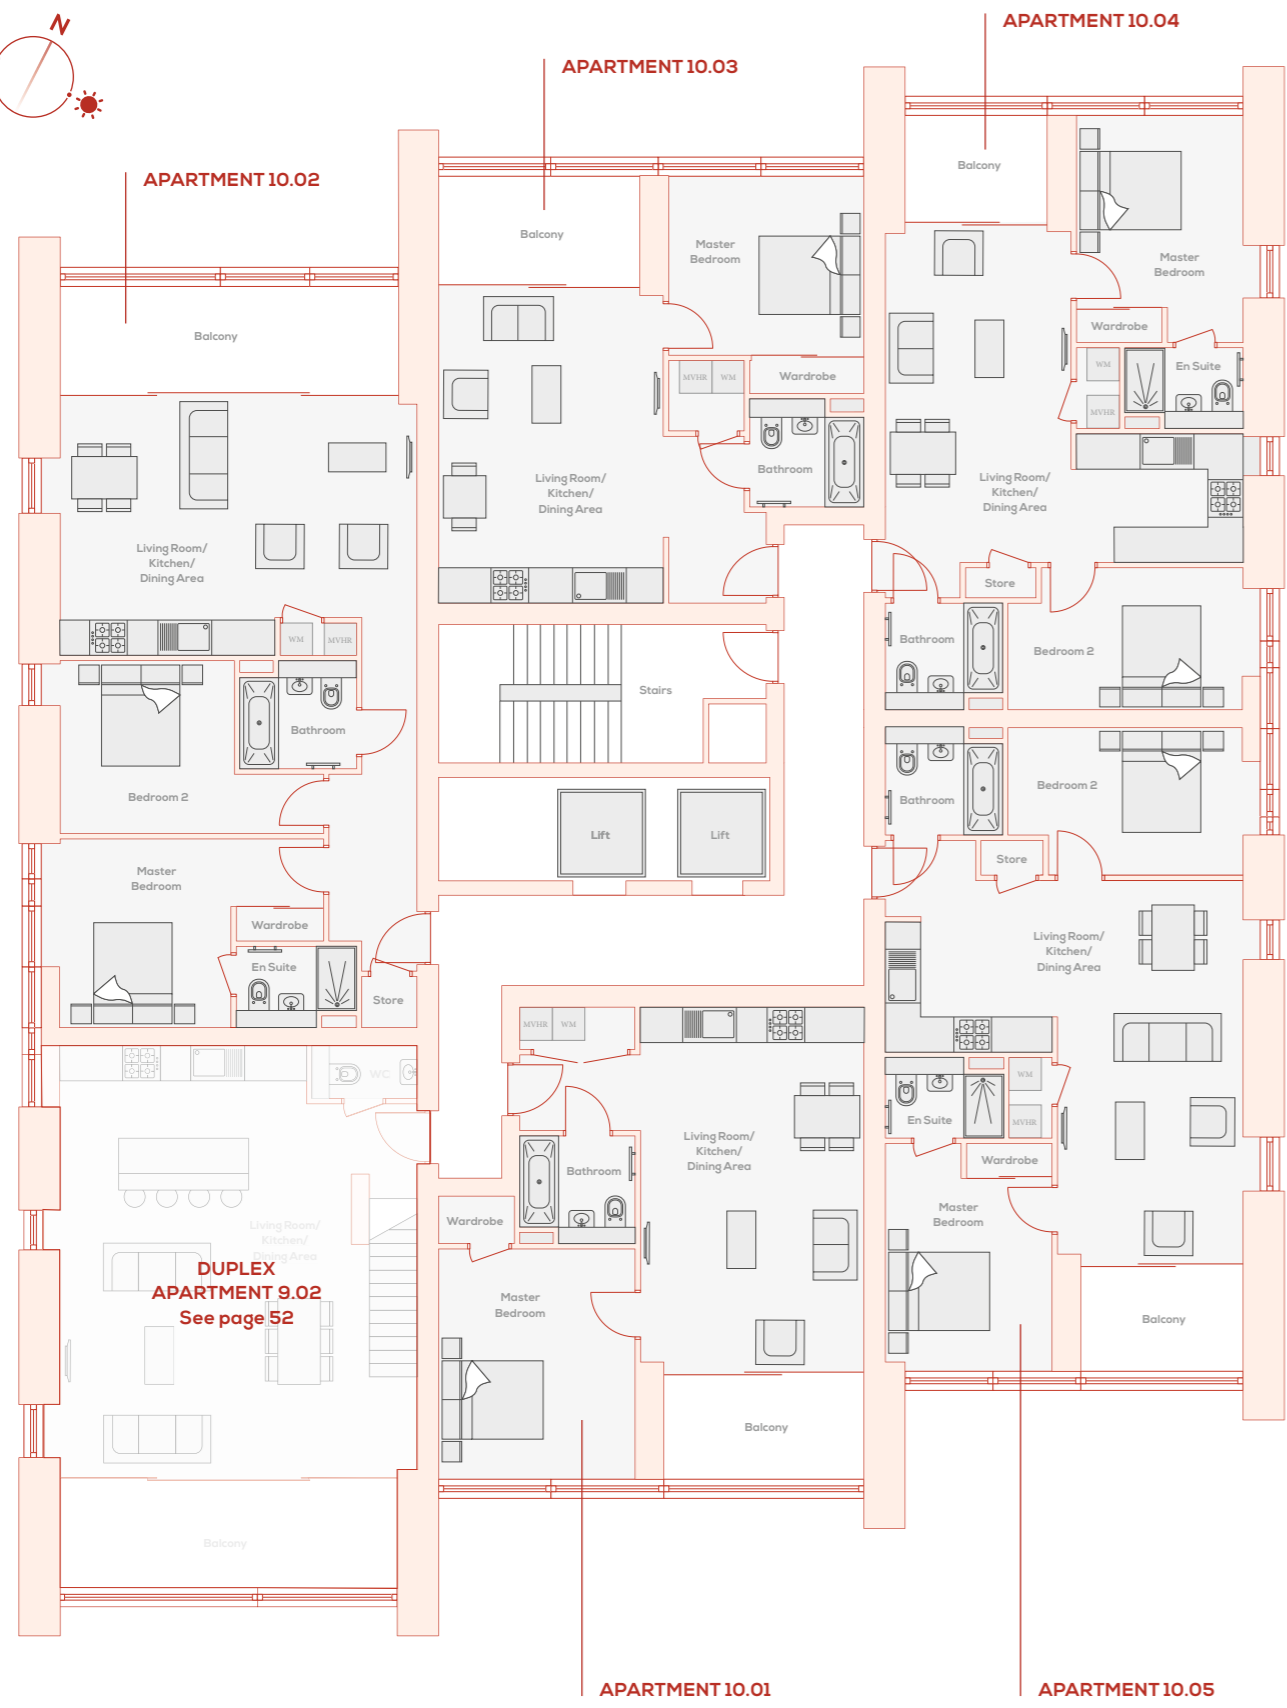 N
APARTMENT 10.04
APARTMENT 10.03
APARTMENT 10.02
Balcony
Master
Bedroom
Wardrobe
WM
MVHR
En Suite
Living Room/
Kitchen/
Dining Area
Store
Bathroom
Bedroom 2
Balcony
Master
Bedroom
MVHR
WM
Wardrobe
Bathroom
Living Room/
Kitchen/
Dining Area
Balcony
Living Room/
Kitchen/
Dining Area
WM
MVHR
Bathroom
Bedroom 2
Master
Bedroom
Wardrobe
En Suite
Store
Stairs
Lift
Lift
Bathroom
Bedroom 2
Store
Living Room/
Kitchen/
Dining Area
WM
MVHR
En Suite
Wardrobe
Master
Bedroom
Balcony
MVHR
WM
Living Room/
Kitchen/
Dining Area
Bathroom
Wardrobe
Master
Bedroom
Balcony
WC
Living Room/
Kitchen/
Dining Area
DUPLEX
APARTMENT 9.02
See page 52
Balcony
APARTMENT 10.01
APARTMENT 10.05